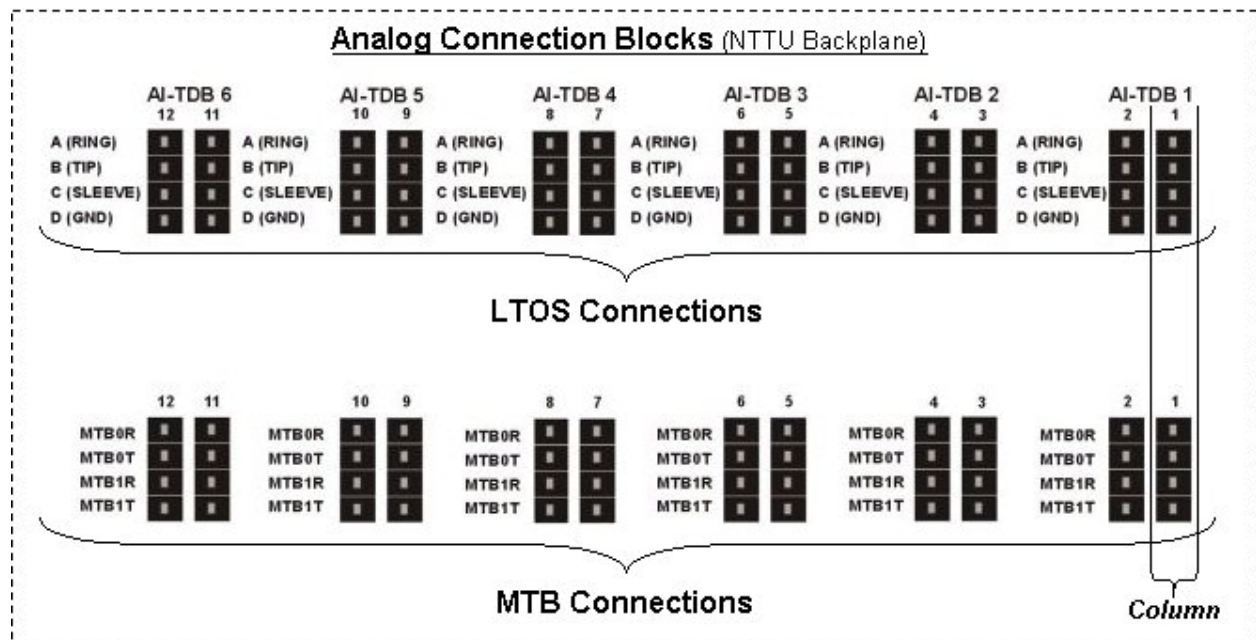 Analog Connection Blocks (NTTU Backplane)
AI-TDB 6 AI-TDB 5 AI-TDB 4 AI-TDB 3 AI-TDB 2 AI-TDB 1
12 11 10 9 8 7 6 5 4 3 2 1
A (RING) A (RING) A (RING) A (RING) A (RING) A (RING)
B (TIP) B (TIP) B (TIP) B (TIP) B (TIP) B (TIP)
C (SLEEVE) C (SLEEVE) C (SLEEVE) C (SLEEVE) C (SLEEVE) C (SLEEVE)
D (GND) D (GND) D (GND) D (GND) D (GND) D (GND)
LTOS Connections
12 11 10 9 8 7 6 5 4 3 2 1
MTB0R MTB0R MTB0R MTB0R MTB0R MTB0R
MTB0T MTB0T MTB0T MTB0T MTB0T MTB0T
MTB1R MTB1R MTB1R MTB1R MTB1R MTB1R
MTB1T MTB1T MTB1T MTB1T MTB1T MTB1T
MTB Connections
Column